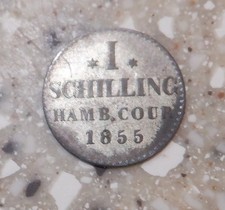 * I *
SCHILLING
HAMB. COUR
1855